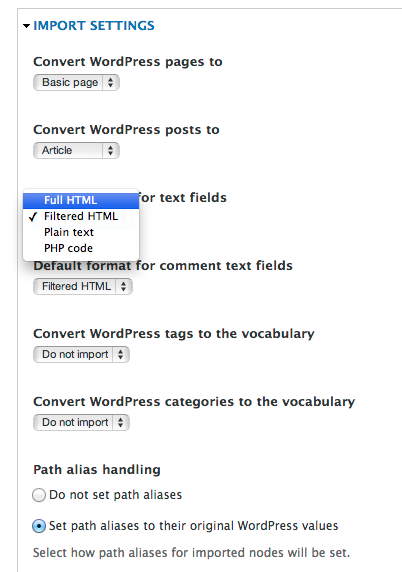 IMPORT SETTINGS
Convert WordPress pages to
Basic page
Convert WordPress posts to
Article
for text fields
Full HTML
✓ Filtered HTML
Plain text
PHP code
Default format for comment text fields
Filtered HTML
Convert WordPress tags to the vocabulary
Do not import
Convert WordPress categories to the vocabulary
Do not import
Path alias handling
Do not set path aliases
Set path aliases to their original WordPress values
Select how path aliases for imported nodes will be set.